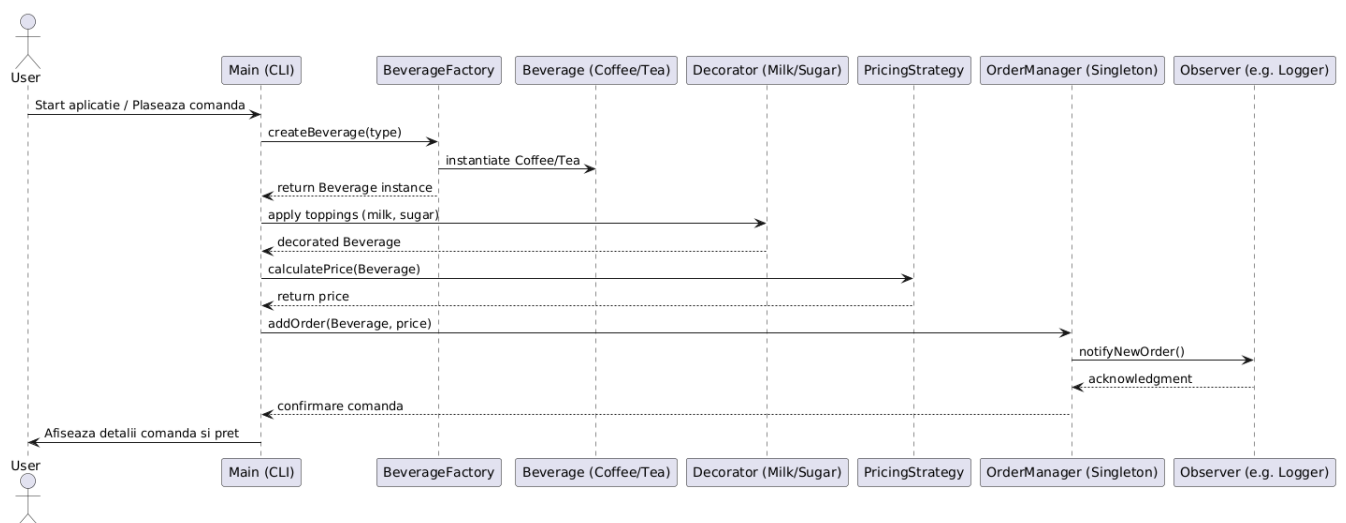 User
Main (CLI)
BeverageFactory
Beverage (Coffee/Tea)
Decorator (Milk/Sugar)
PricingStrategy
OrderManager (Singleton)
Observer (e.g. Logger)
Start aplicatie / Plaseaza comanda
createBeverage(type)
instantiate Coffee/Tea
return Beverage instance
apply toppings (milk, sugar)
decorated Beverage
calculatePrice(Beverage)
return price
addOrder(Beverage, price)
notifyNewOrder()
acknowledgment
confirmare comanda
Afiseaza detalii comanda si pret
User
Main (CLI)
BeverageFactory
Beverage (Coffee/Tea)
Decorator (Milk/Sugar)
PricingStrategy
OrderManager (Singleton)
Observer (e.g. Logger)